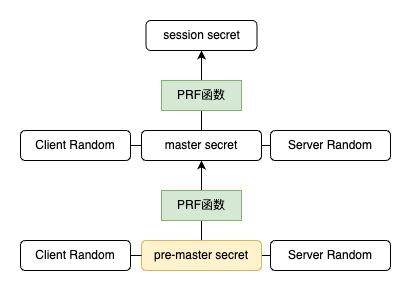 session secret
PRF函数
Client Random
master secret
Server Random
PRF函数
Client Random
pre-master secret
Server Random